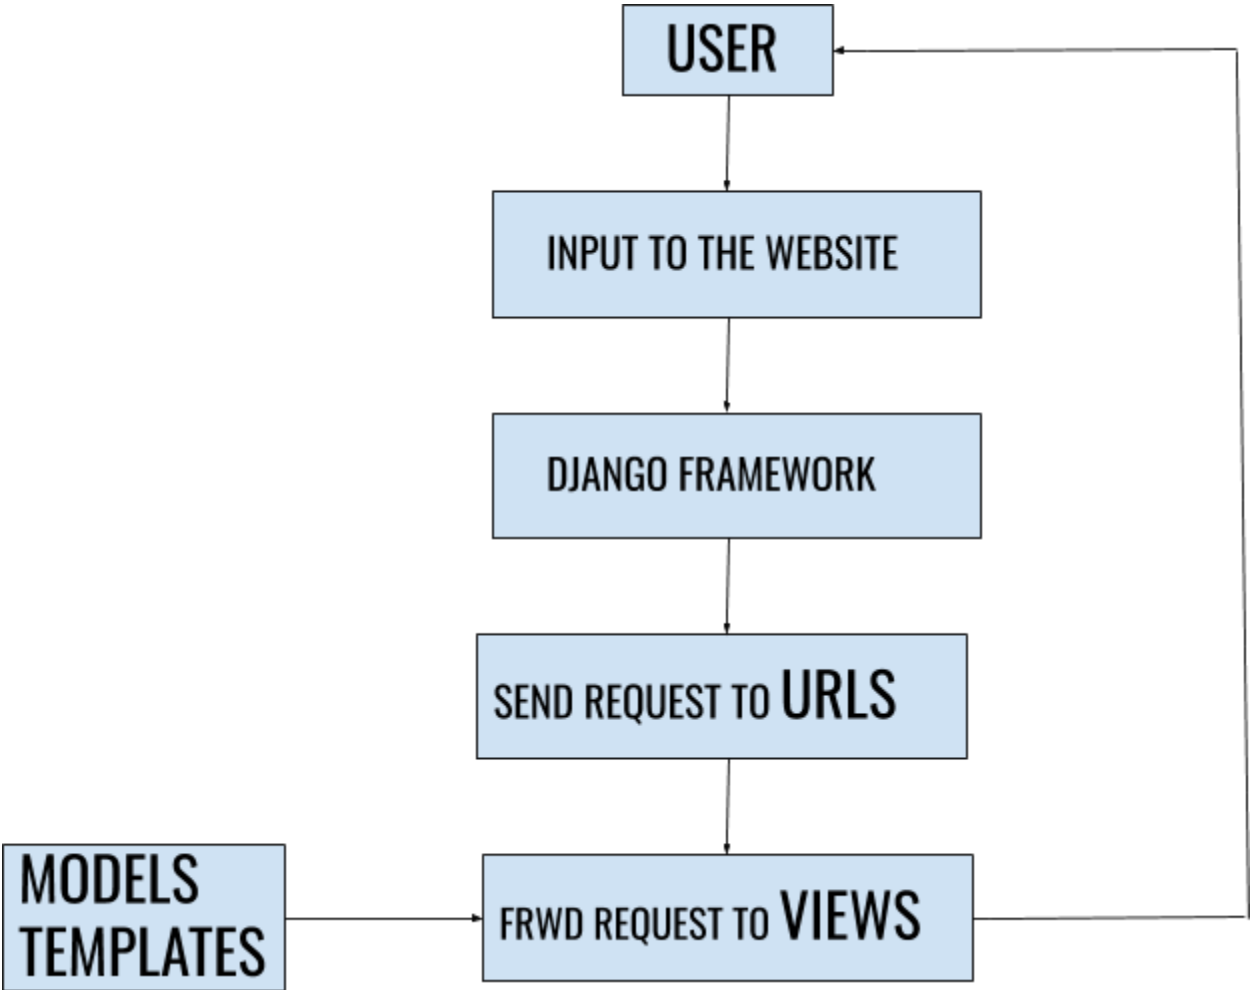 USER
INPUT TO THE WEBSITE
DJANGO FRAMEWORK
SEND REQUEST TO URLS
MODELS
TEMPLATES
FRWD REQUEST TO VIEWS